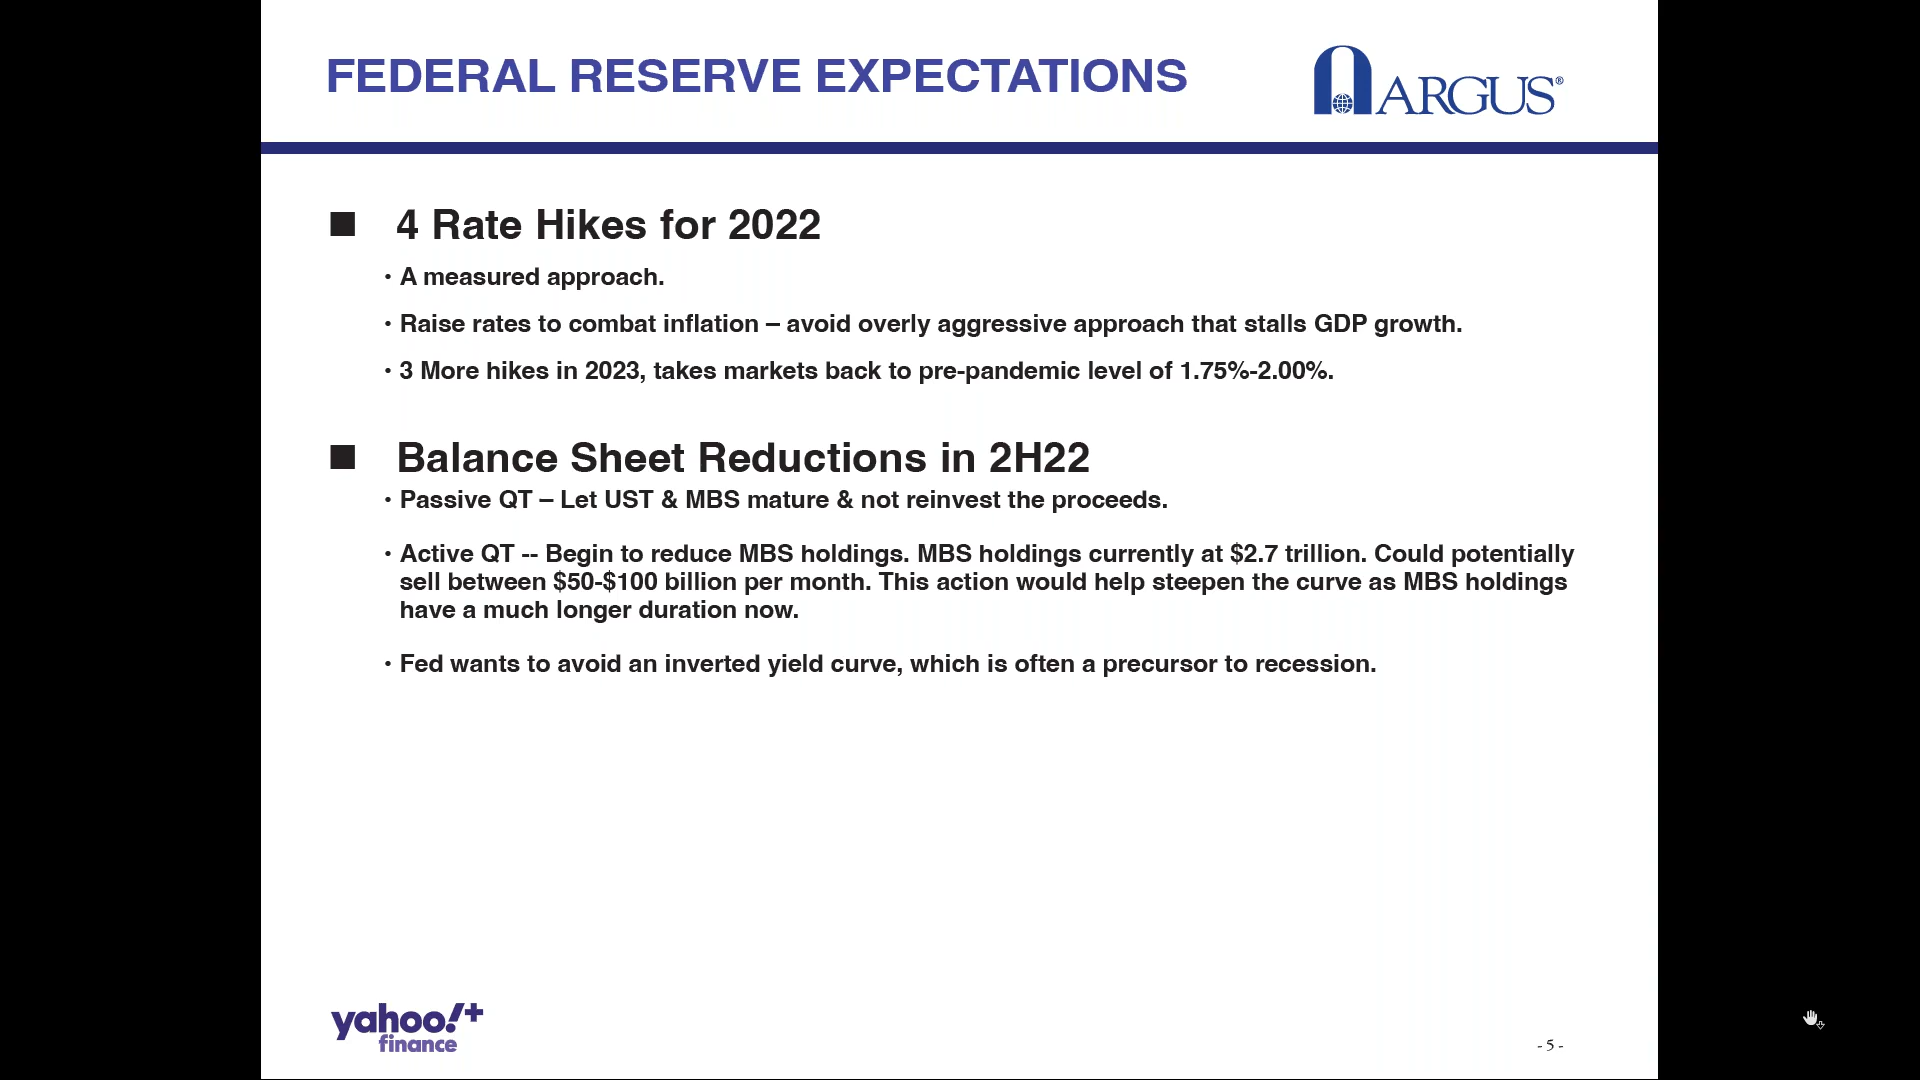 FEDERAL RESERVE EXPECTATIONS
ARGUS®
■ 4 Rate Hikes for 2022
• A measured approach.
• Raise rates to combat inflation – avoid overly aggressive approach that stalls GDP growth.
• 3 More hikes in 2023, takes markets back to pre-pandemic level of 1.75%-2.00%.
■ Balance Sheet Reductions in 2H22
• Passive QT – Let UST & MBS mature & not reinvest the proceeds.
• Active QT -- Begin to reduce MBS holdings. MBS holdings currently at $2.7 trillion. Could potentially
sell between $50-$100 billion per month. This action would help steepen the curve as MBS holdings
have a much longer duration now.
• Fed wants to avoid an inverted yield curve, which is often a precursor to recession.
yahoo!+
finance
- 5 -